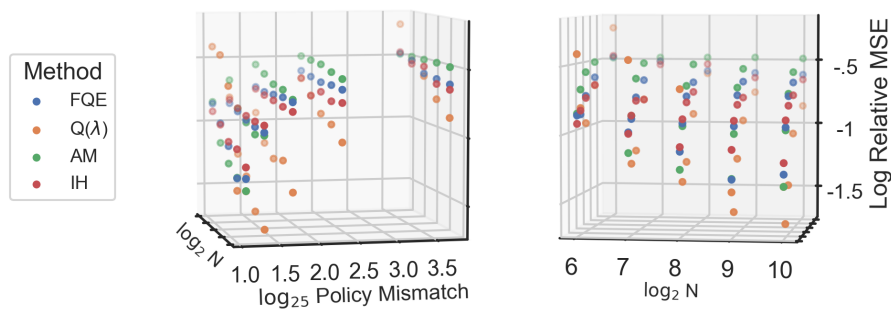 Method
FQE
Q(λ)
AM
IH
log₂ N
1.0 1.5 2.0 2.5 3.0 3.5
log₂₅ Policy Mismatch
6 7 8 9 10
log₂ N
-.5
-1
-1.5
Log Relative MSE